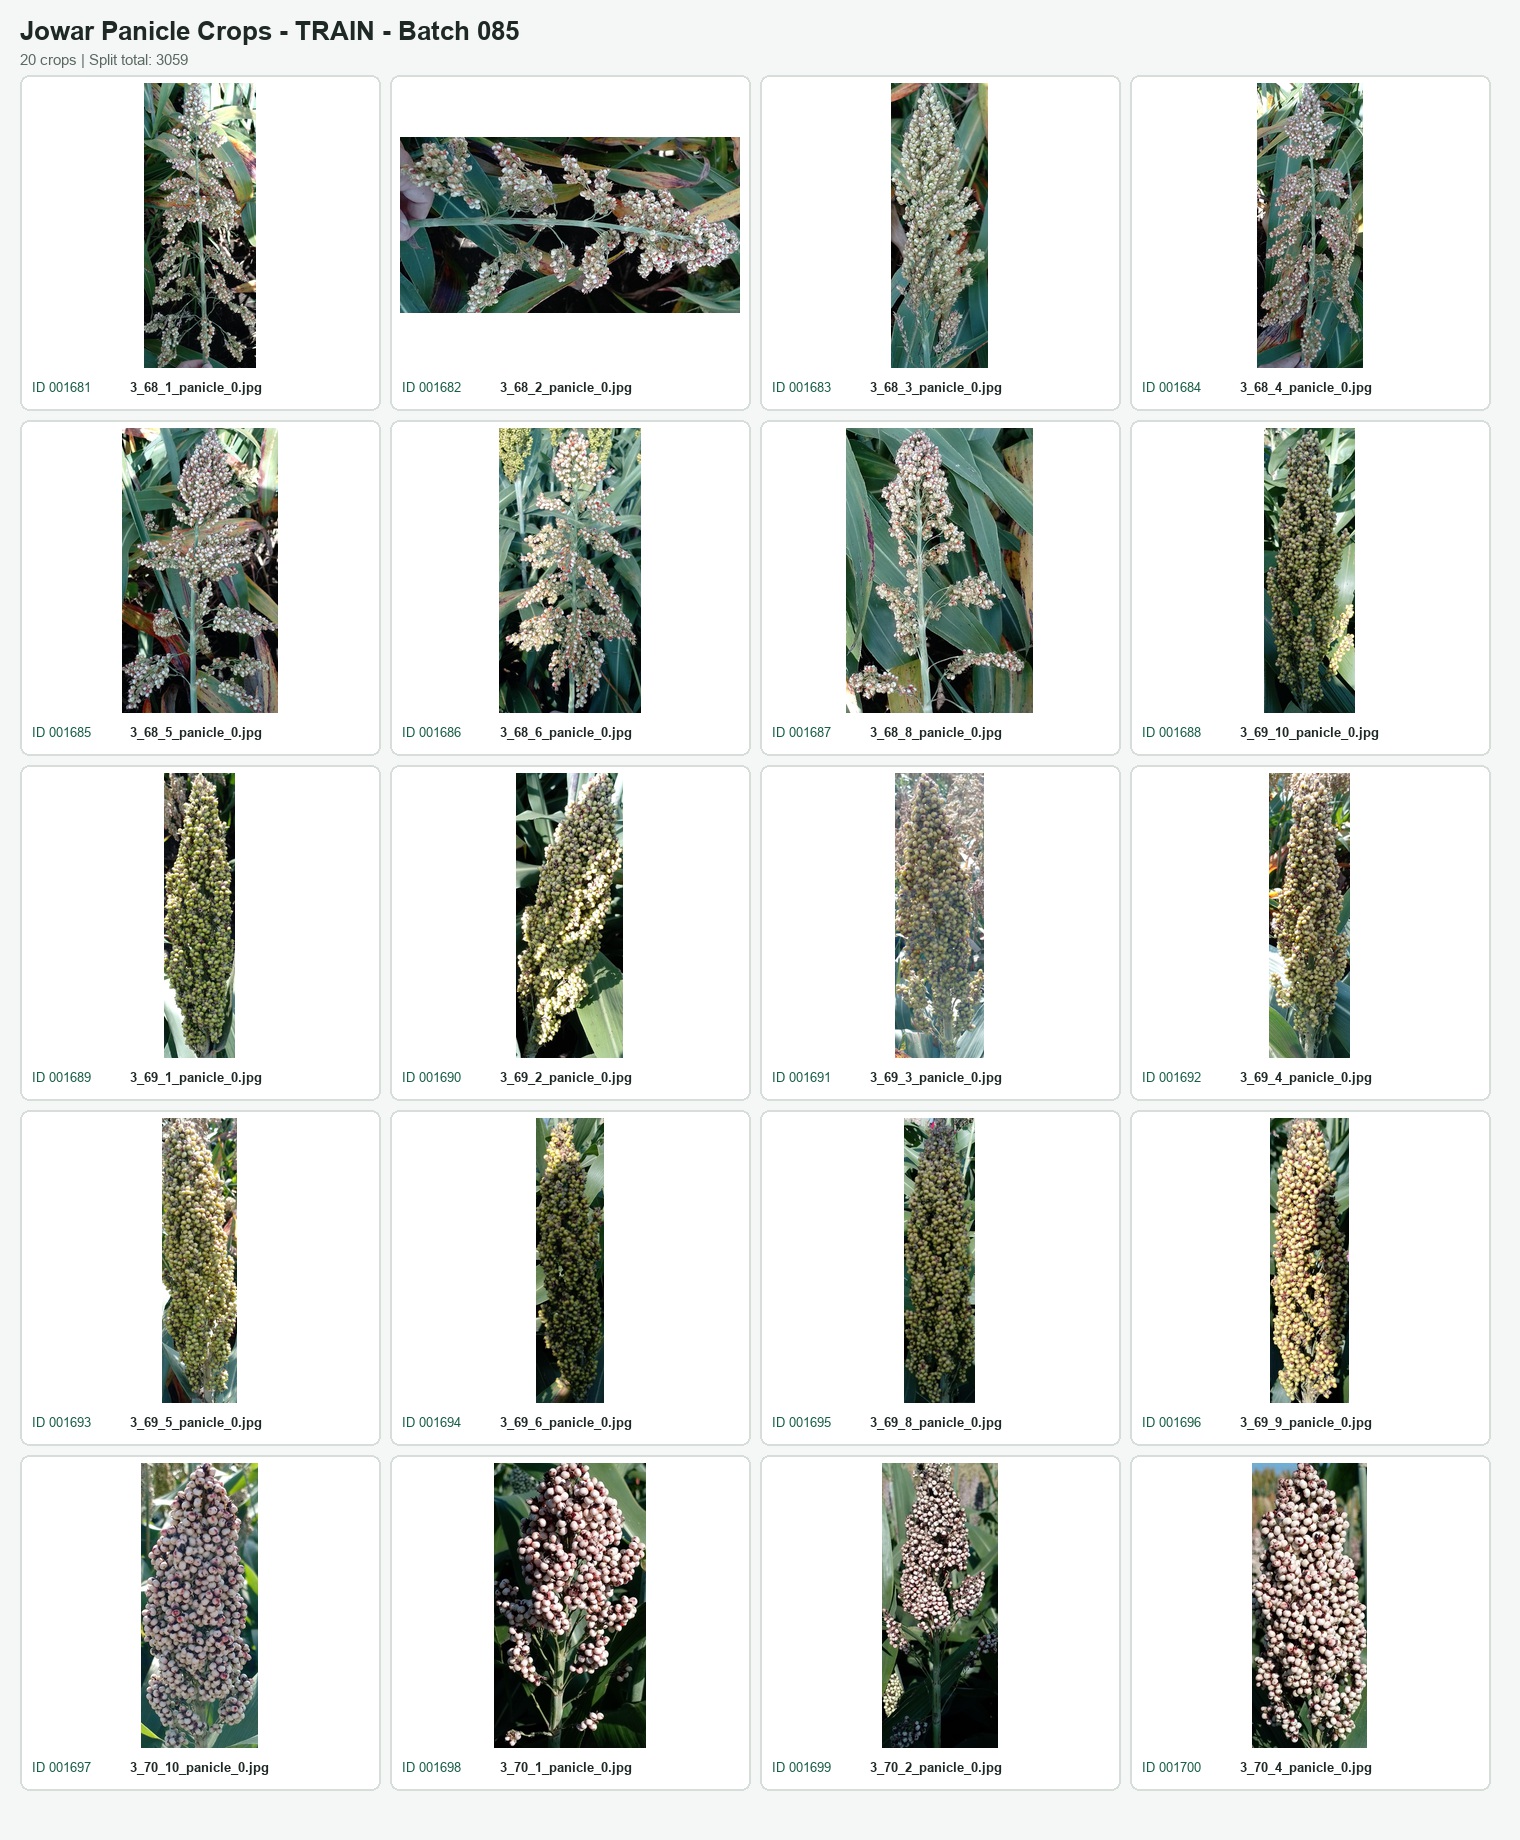 Jowar Panicle Crops - TRAIN - Batch 085
20 crops | Split total: 3059
ID 001681 3_68_1_panicle_0.jpg
ID 001682 3_68_2_panicle_0.jpg
ID 001683 3_68_3_panicle_0.jpg
ID 001684 3_68_4_panicle_0.jpg
ID 001685 3_68_5_panicle_0.jpg
ID 001686 3_68_6_panicle_0.jpg
ID 001687 3_68_8_panicle_0.jpg
ID 001688 3_69_10_panicle_0.jpg
ID 001689 3_69_1_panicle_0.jpg
ID 001690 3_69_2_panicle_0.jpg
ID 001691 3_69_3_panicle_0.jpg
ID 001692 3_69_4_panicle_0.jpg
ID 001693 3_69_5_panicle_0.jpg
ID 001694 3_69_6_panicle_0.jpg
ID 001695 3_69_8_panicle_0.jpg
ID 001696 3_69_9_panicle_0.jpg
ID 001697 3_70_10_panicle_0.jpg
ID 001698 3_70_1_panicle_0.jpg
ID 001699 3_70_2_panicle_0.jpg
ID 001700 3_70_4_panicle_0.jpg